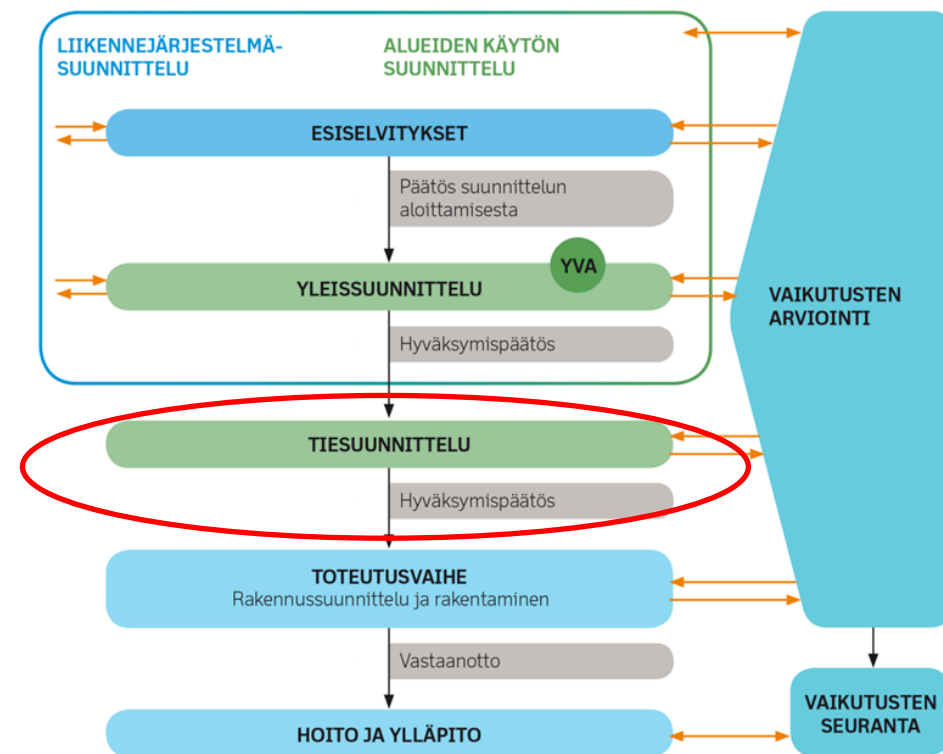 LIIKENNEJÄRJESTELMÄ-
SUUNNITTELU
ALUEIDEN KÄYTÖN
SUUNNITTELU
ESISELVITYKSET
Päätös suunnittelun
aloittamisesta
YVA
YLEISSUUNNITTELU
VAIKUTUSTEN
ARVIOINTI
Hyväksymispäätös
TIESUUNNITTELU
Hyväksymispäätös
TOTEUTUSVAIHE
Rakennussuunnittelu ja rakentaminen
Vastaanotto
VAIKUTUSTEN
SEURANTA
HOITO JA YLLÄPITO